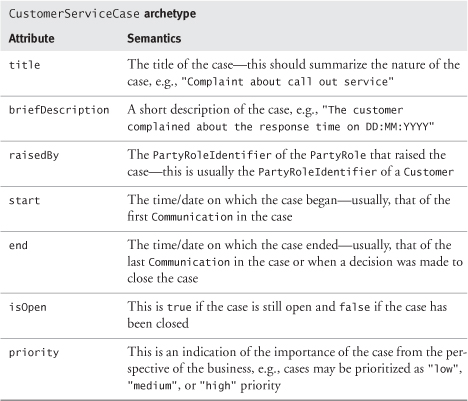 CustomerServiceCase archetype
Attribute Semantics
title The title of the case—this should summarize the nature of the
case, e.g., "Complaint about call out service"
briefDescription A short description of the case, e.g., "The customer
complained about the response time on DD:MM:YYYY"
raisedBy The PartyRoleIdentifier of the PartyRole that raised the
case—this is usually the PartyRoleIdentifier of a Customer
start The time/date on which the case began—usually, that of the
first Communication in the case
end The time/date on which the case ended—usually, that of the
last Communication in the case or when a decision was made to
close the case
isOpen This is true if the case is still open and false if the case has
been closed
priority This is an indication of the importance of the case from the per-
spective of the business, e.g., cases may be prioritized as "low",
"medium", or "high" priority